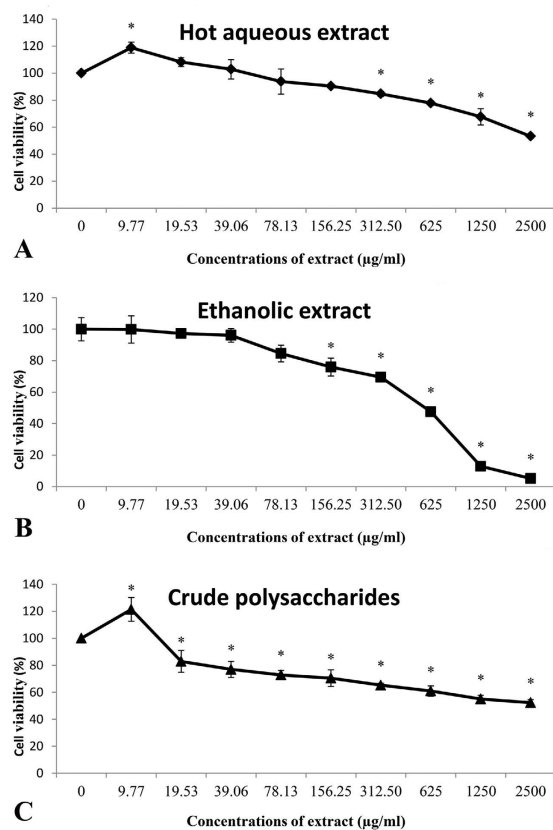 Hot aqueous extract
140
120
100
80
60
40
20
0
Cell viability (%)
* * * * *
0 9.77 19.53 39.06 78.13 156.25 312.50 625 1250 2500
A
Concentrations of extract (µg/ml)
Ethanolic extract
120
100
80
60
40
20
0
Cell viability (%)
* * * * *
0 9.77 19.53 39.06 78.13 156.25 312.50 625 1250 2500
B
Concentrations of extract (µg/ml)
Crude polysaccharides
140
120
100
80
60
40
20
0
Cell viability (%)
* * * * * * * * *
0 9.77 19.53 39.06 78.13 156.25 312.50 625 1250 2500
C
Concentrations of extract (µg/ml)